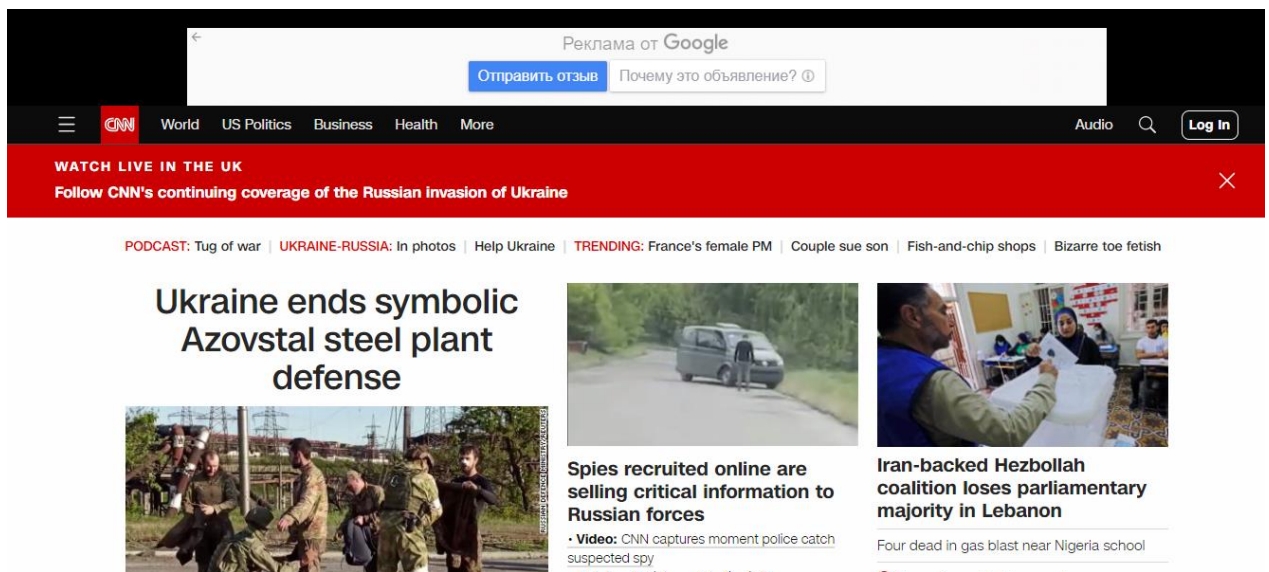 Реклама от Google
Отправить отзыв Почему это объявление?
CNN World US Politics Business Health More Audio Log In
WATCH LIVE IN THE UK
Follow CNN's continuing coverage of the Russian invasion of Ukraine
PODCAST: Tug of war | UKRAINE-RUSSIA: In photos | Help Ukraine | TRENDING: France's female PM | Couple sue son | Fish-and-chip shops | Bizarre toe fetish
Ukraine ends symbolic
Azovstal steel plant
defense
RUSSIAN DEFENCE MINISTRY/REUTERS
Spies recruited online are
selling critical information to
Russian forces
• Video: CNN captures moment police catch
suspected spy
Iran-backed Hezbollah
coalition loses parliamentary
majority in Lebanon
Four dead in gas blast near Nigeria school